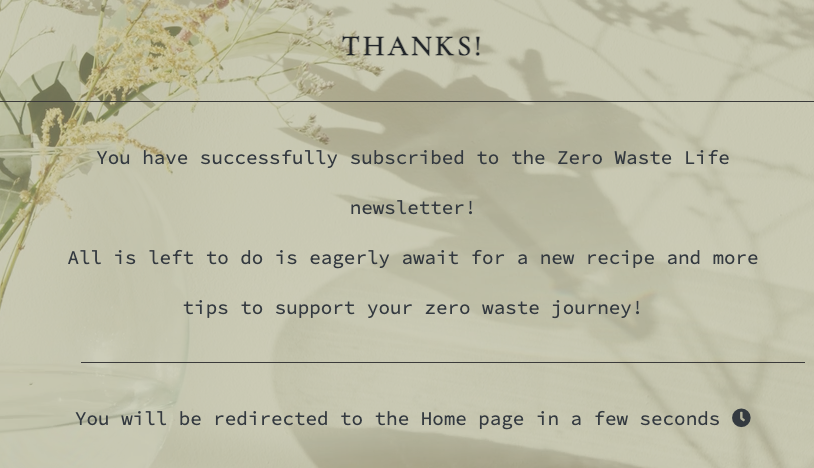 THANKS!
You have successfully subscribed to the Zero Waste Life
newsletter!
All is left to do is eagerly await for a new recipe and more
tips to support your zero waste journey!
You will be redirected to the Home page in a few seconds